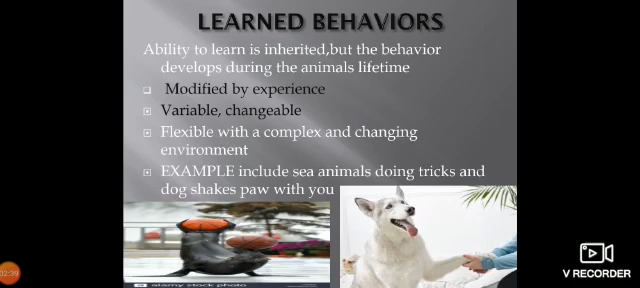 LEARNED BEHAVIORS
Ability to learn is inherited,but the behavior
develops during the animals lifetime
Modified by experience
Variable, changeable
Flexible with a complex and changing
environment
EXAMPLE include sea animals doing tricks and
dog shakes paw with you
alamy stock photo
02:39
V RECORDER